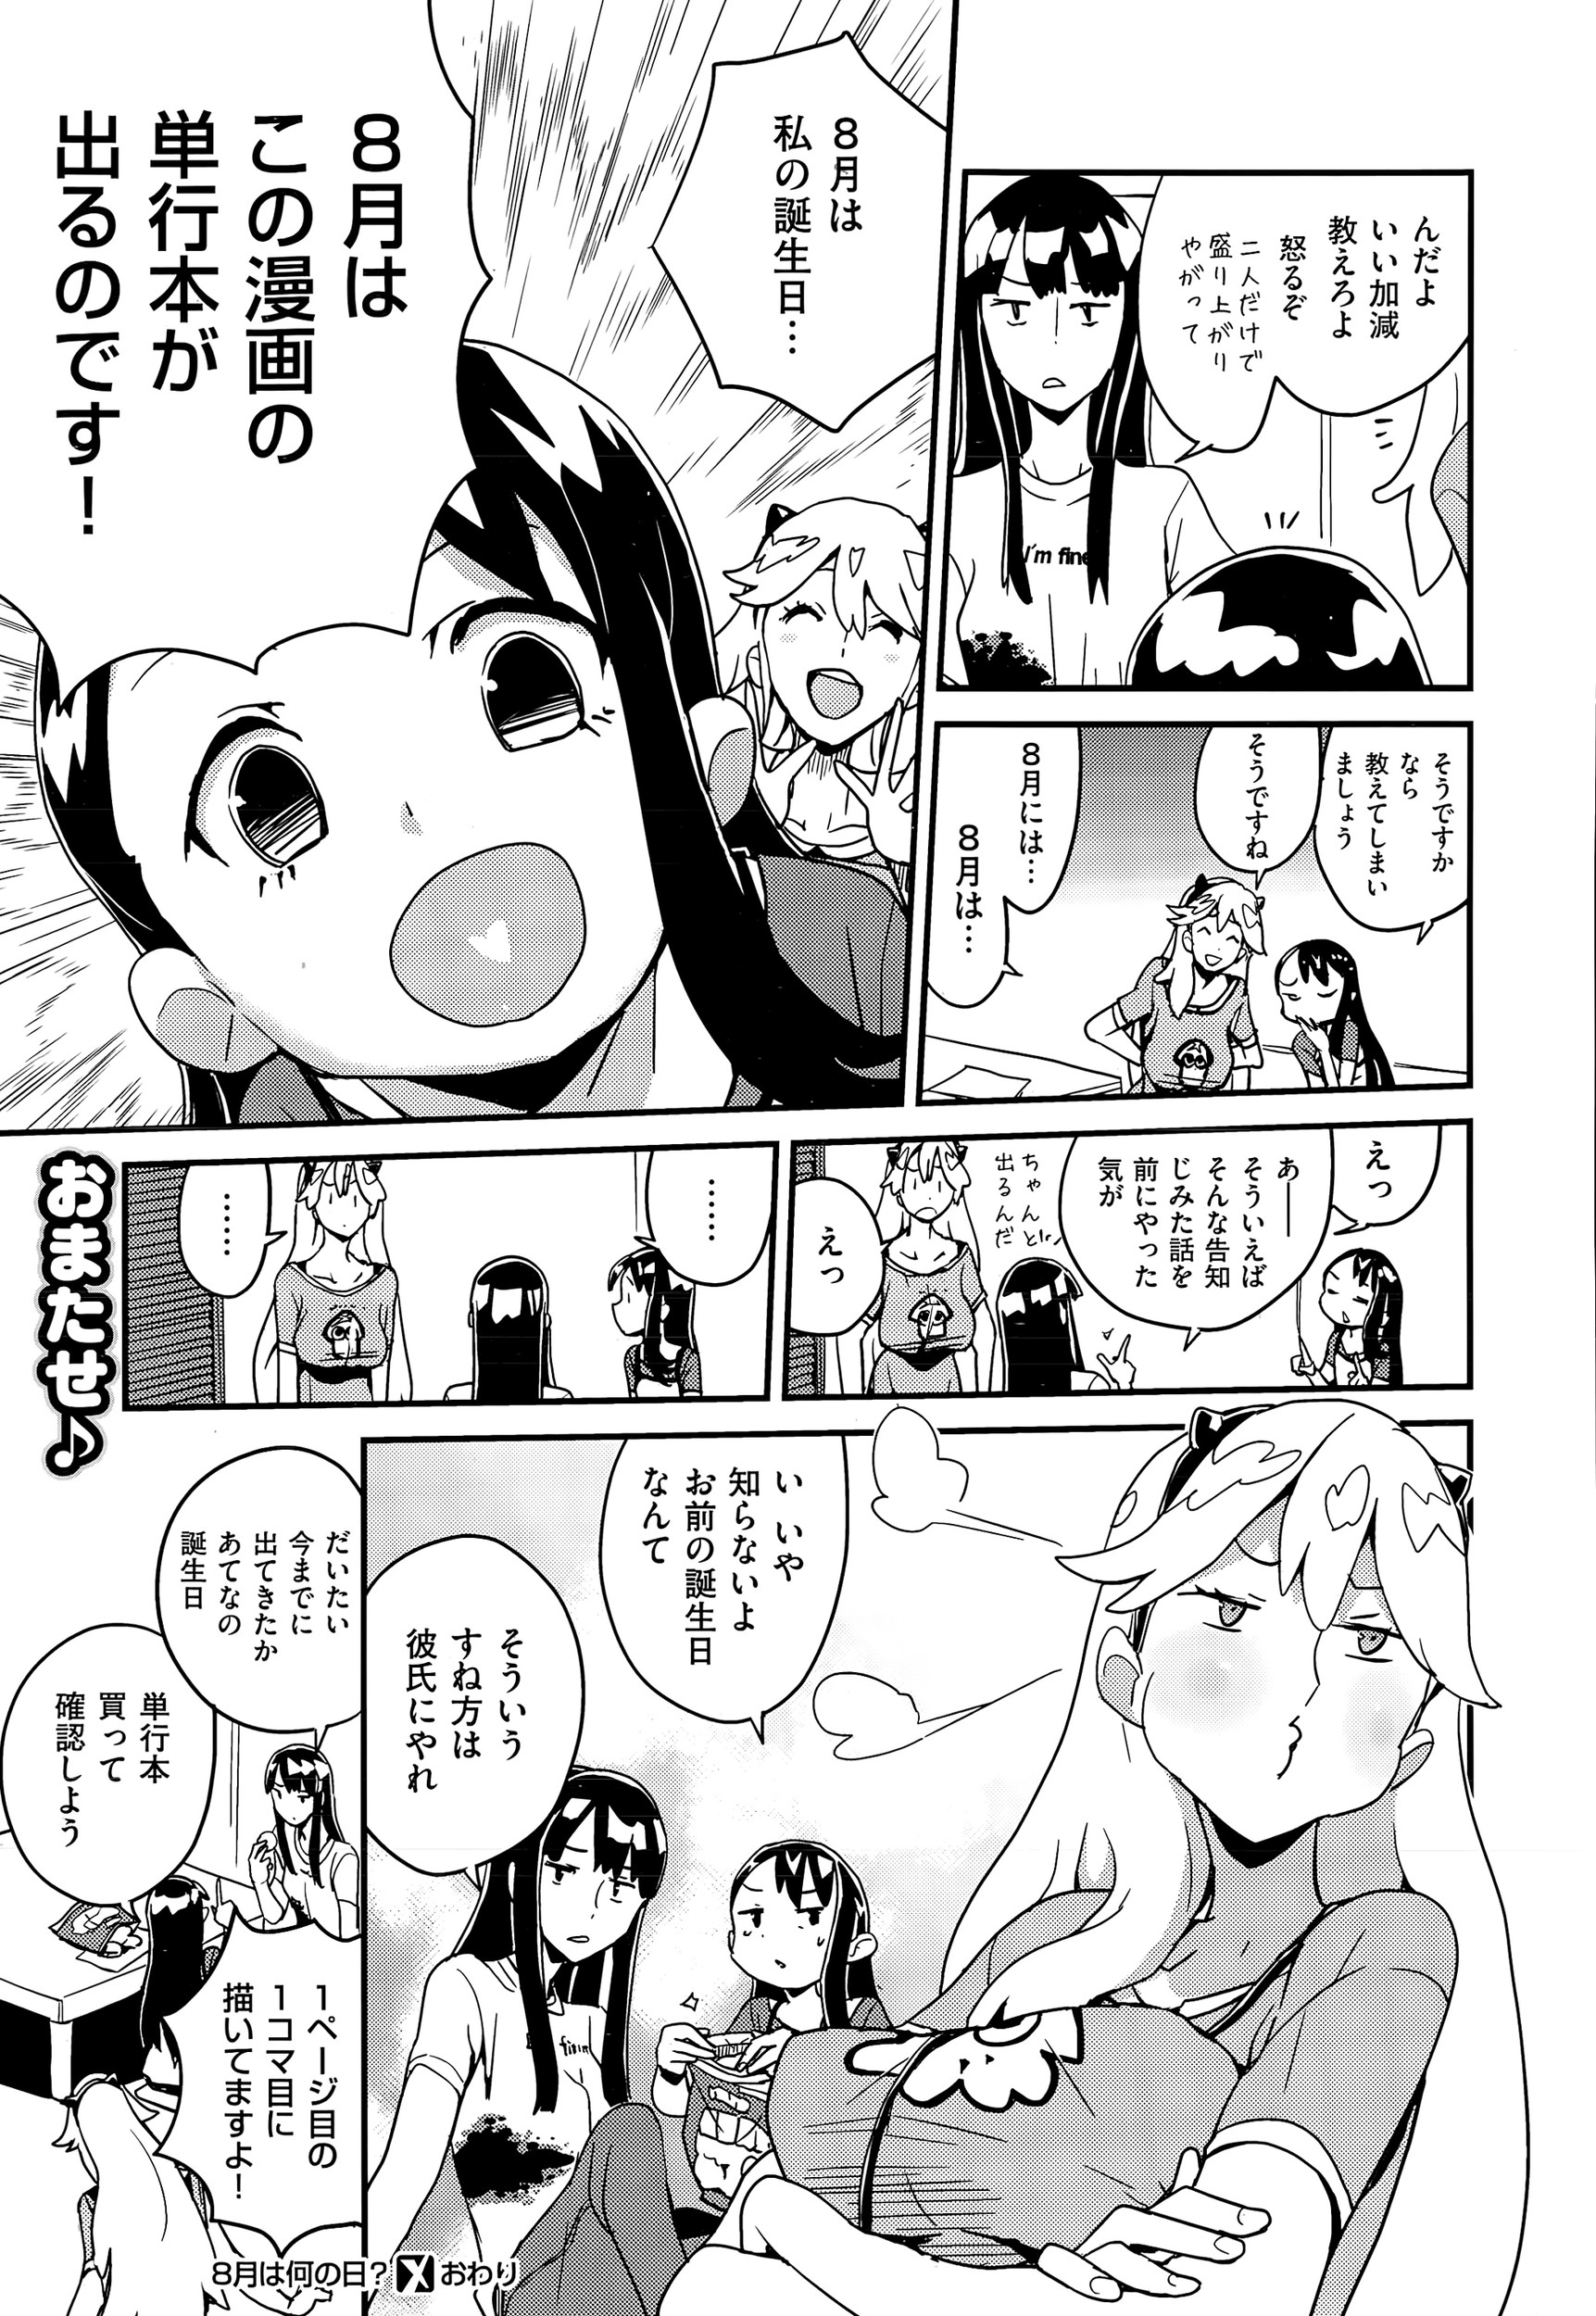 んだよ
いい加減
教えろよ
怒るぞ
二人だけで
盛り上がり
やがって
I'm fine
そうですか
なら
教えてしまい
ましょう
そうですね
8月には…
8月は…
8月は
私の誕生日…
8月は
この漫画の
単行本が
出るのです!
えっ
あ——
そういえば
そんな告知
じみた話を
前にやった
気が
ちゃんと
出るんだ
えっ
……
……
おまたせ♪
い いや
知らないよ
お前の誕生日
なんて
そういう
すね方は
彼氏にやれ
だいたい
今までに
出てきたか
あてなの
誕生日
単行本
買って
確認しよう
1ページ目の
1コマ目に
描いてますよ!
8月は何の日? X おわり